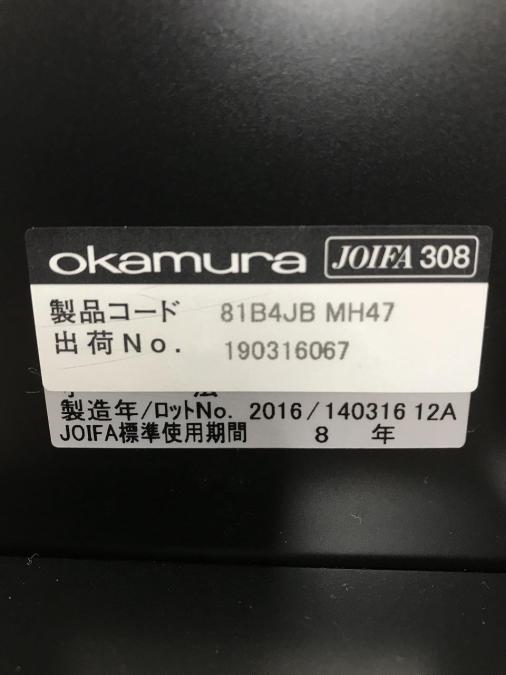 okamura JOIFA 308
製品コード 81B4JB MH47
出荷No. 190316067
製造年/ロットNo. 2016/140316 12A
JOIFA標準使用期間 8 年